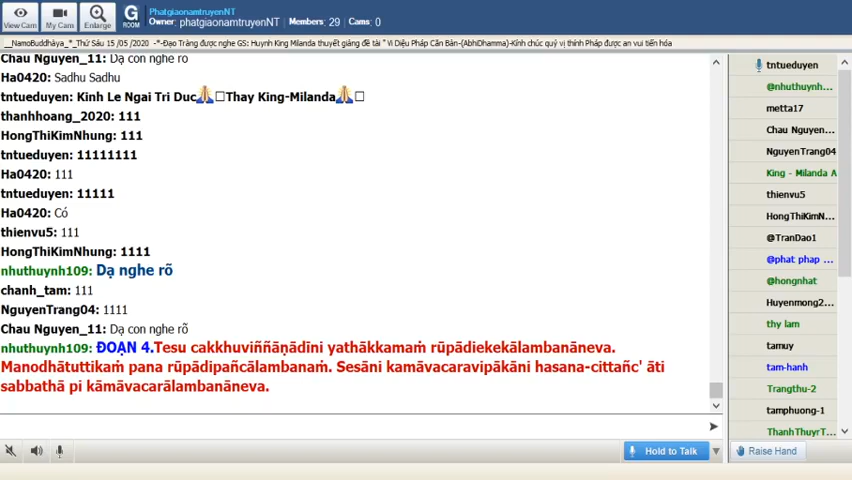 PhatgiaonamtruyenNT
Owner: phatgiaonamtruyenNT Members: 29 Cams: 0
View Cam
My Cam
Enlarge
G
ROOM
__NamoBuddhàya_*_Thứ Sáu 15 /05 /2020 -*-Đạo Tràng được nghe GS: Huynh King Milanda thuyết giảng đề tài " Vi Diệu Pháp Căn Bản-(AbhiDhamma)-Kính chúc quý vị thính Pháp được an vui tiến hóa
Chau Nguyen_11: Dạ con nghe rõ
Ha0420: Sadhu Sadhu
tntueduyen: Kinh Le Ngai Tri Duc🙏□Thay King-Milanda🙏□
thanhhoang_2020: 111
HongThiKimNhung: 111
tntueduyen: 11111111
Ha0420: 111
tntueduyen: 11111
Ha0420: Có
thienvu5: 111
HongThiKimNhung: 1111
nhuthuynh109: Dạ nghe rõ
chanh_tam: 111
NguyenTrang04: 1111
Chau Nguyen_11: Dạ con nghe rõ
nhuthuynh109: ĐOẠN 4.Tesu cakkhuviññāṇādīni yathākkamaṁ rūpādiekekālambanāneva.
Manodhātuttikaṁ pana rūpādipañcālambanaṁ. Sesāni kamāvacaravipākāni hasana-cittañc' āti
sabbathā pi kāmāvacarālambanāneva.
tntueduyen
@nhuthuynh...
metta17
Chau Nguyen...
NguyenTrang04
King - Milanda A
thienvu5
HongThiKimN...
@TranDao1
@phat phap ...
@hongnhat
Huyenmong2...
thy lam
tamuy
tam-hanh
Trangthu-2
tamphuong-1
ThanhThuyrT...
Hold to Talk
Raise Hand